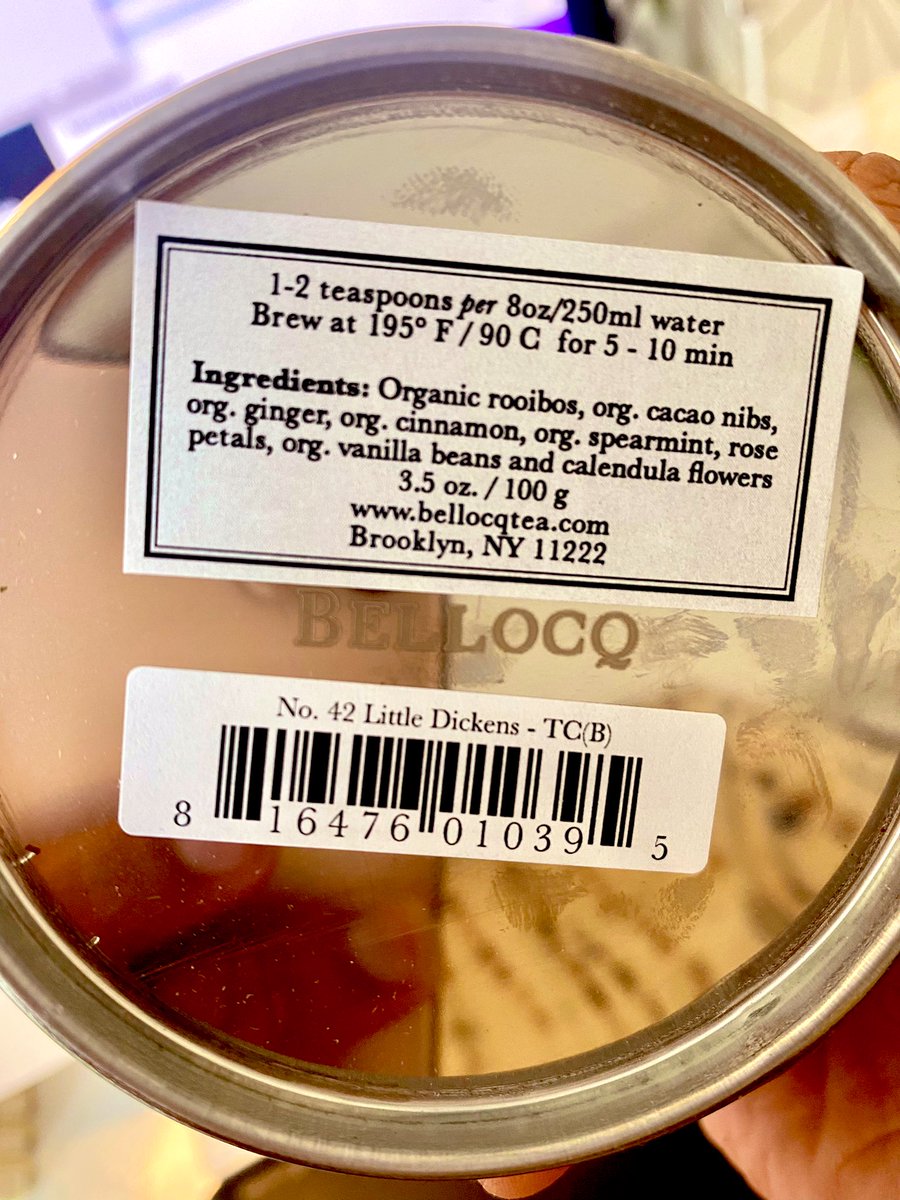 1-2 teaspoons per 8oz/250ml water
Brew at 195° F / 90 C for 5 - 10 min
Ingredients: Organic rooibos, org. cacao nibs,
org. ginger, org. cinnamon, org. spearmint, rose
petals, org. vanilla beans and calendula flowers
3.5 oz. / 100 g
www.bellocqtea.com
Brooklyn, NY 11222
BELLOCQ
No. 42 Little Dickens - TC(B)
8 16476 01039 5